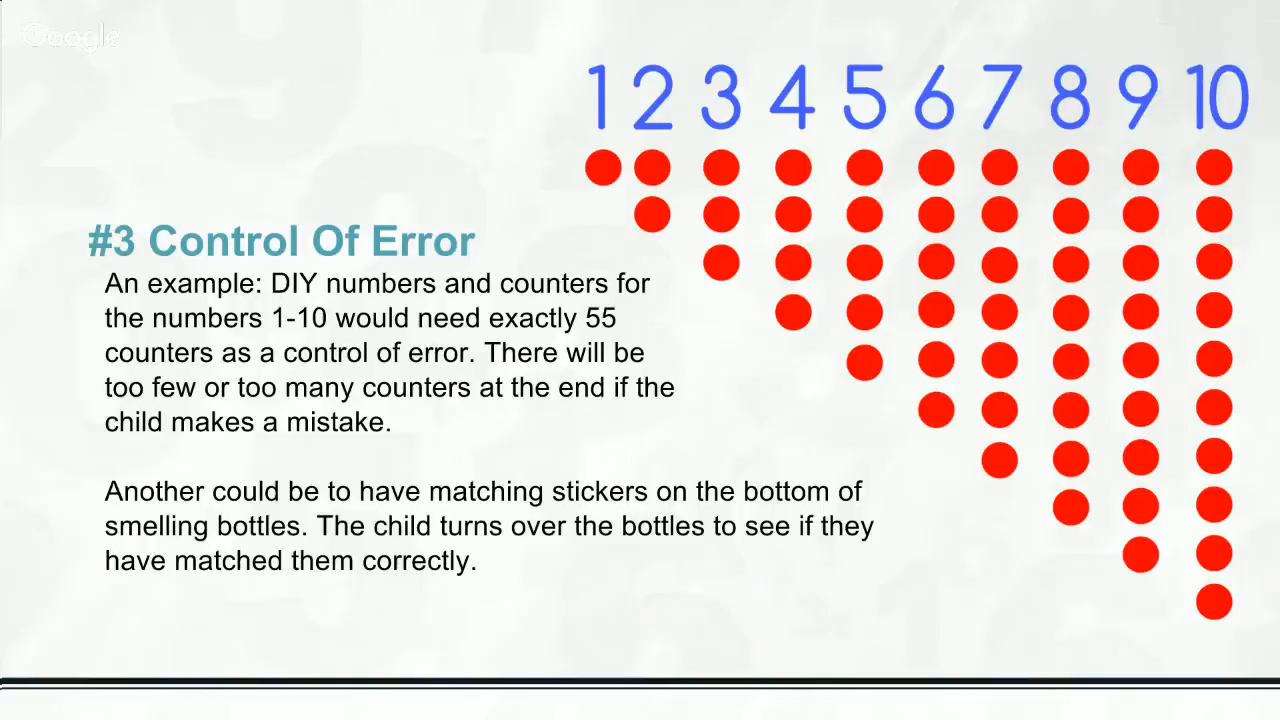 Google
1 2 3 4 5 6 7 8 9 10
#3 Control Of Error
An example: DIY numbers and counters for
the numbers 1-10 would need exactly 55
counters as a control of error. There will be
too few or too many counters at the end if the
child makes a mistake.
Another could be to have matching stickers on the bottom of
smelling bottles. The child turns over the bottles to see if they
have matched them correctly.